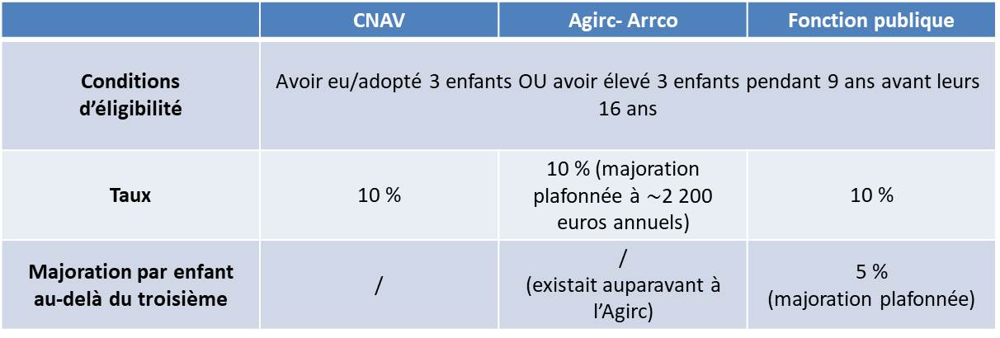 CNAV
Agirc- Arrco
Fonction publique
Conditions
d’éligibilité
Avoir eu/adopté 3 enfants OU avoir élevé 3 enfants pendant 9 ans avant leurs
16 ans
Taux
10 %
10 % (majoration
plafonnée à ~2 200
euros annuels)
10 %
Majoration par enfant
au-delà du troisième
/
/
(existait auparavant à
l’Agirc)
5 %
(majoration plafonnée)